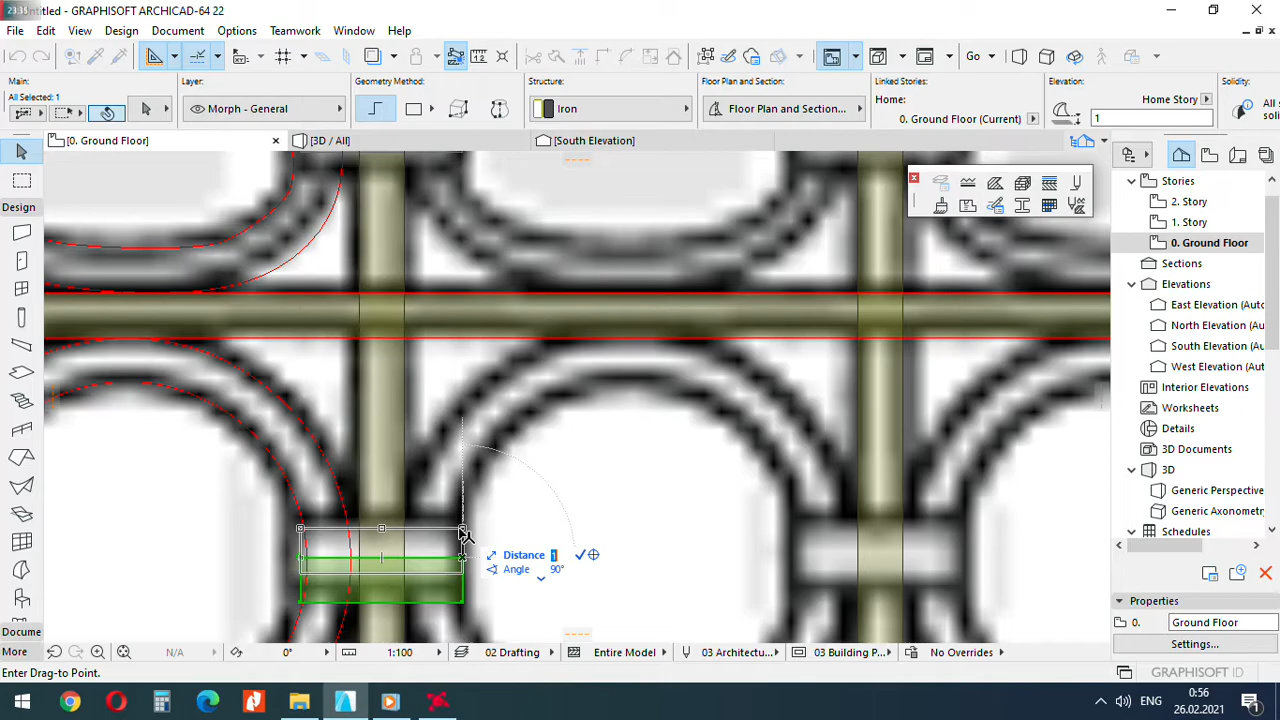 23:35
Untitled - GRAPHISOFT ARCHICAD-64 22
File Edit View Design Document Options Teamwork Window Help
Go
Main:
Layer:
Geometry Method:
Structure:
Floor Plan and Section:
Linked Stories:
Elevation:
Solidity:
All Selected: 1
Morph - General
Iron
Floor Plan and Section...
Home:
0. Ground Floor (Current)
Home Story
1
All s
solid
[0. Ground Floor]
[3D / All]
[South Elevation]
Stories
Design
2. Story
1. Story
0. Ground Floor
Sections
Elevations
East Elevation (Auto
North Elevation (Au
South Elevation (Au
West Elevation (Aut
Interior Elevations
Worksheets
Details
3D Documents
3D
Generic Perspective
Generic Axonometr
Schedules
Distance 1
Angle 90°
Properties
0. Ground Floor
Docume
More
N/A
0°
1:100
02 Drafting
Entire Model
03 Architectu...
03 Building P...
No Overrides
Settings...
Enter Drag-to Point.
GRAPHISOFT ID
ENG
0:56
26.02.2021
1